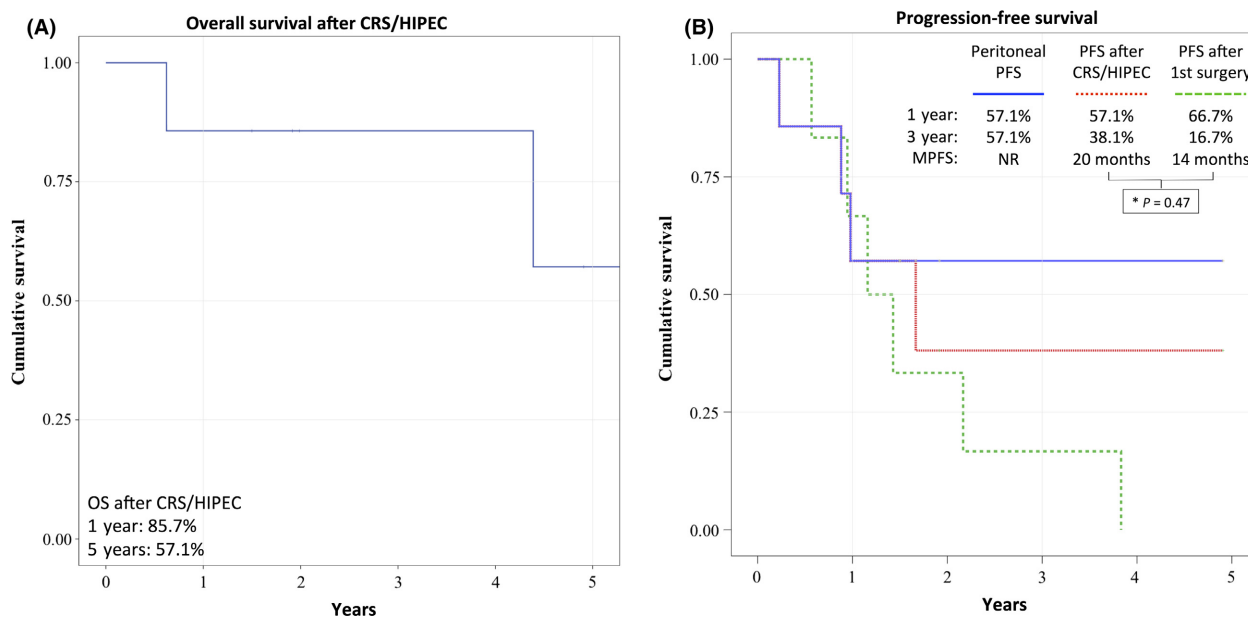 (A)
Overall survival after CRS/HIPEC
1.00
0.75
0.50
0.25
0.00
Cumulative survival
OS after CRS/HIPEC
1 year: 85.7%
5 years: 57.1%
0 1 2 3 4 5
Years
(B)
Progression-free survival
Peritoneal PFS after PFS after
PFS CRS/HIPEC 1st surgery
1 year: 57.1% 57.1% 66.7%
3 year: 57.1% 38.1% 16.7%
MPFS: NR 20 months 14 months
* P = 0.47
1.00
0.75
0.50
0.25
0.00
Cumulative survival
0 1 2 3 4 5
Years